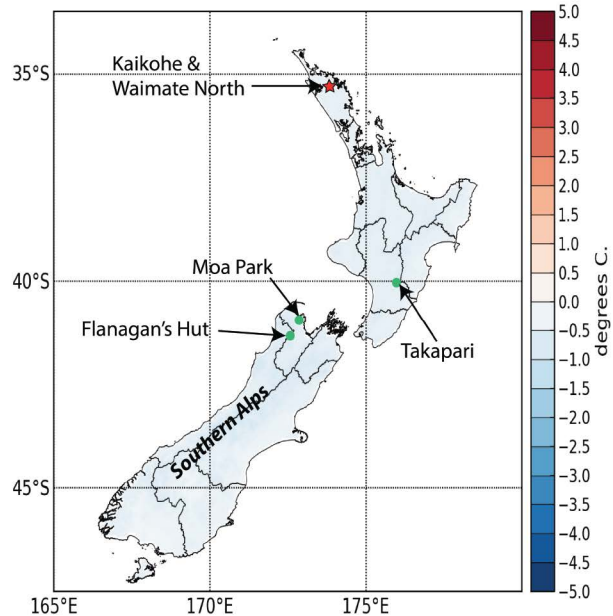 Kaikohe &
Waimate North
35°S
40°S
45°S
Moa Park
Flanagan's Hut
Takapari
Southern Alps
165°E
170°E
175°E
5.0
4.5
4.0
3.5
3.0
2.5
2.0
1.5
1.0
0.5
0.0
−0.5
−1.0
−1.5
−2.0
−2.5
−3.0
−3.5
−4.0
−4.5
−5.0
degrees C.